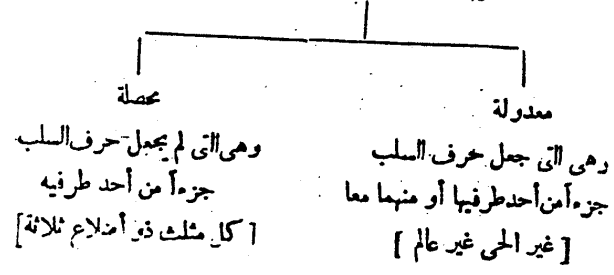 معدولة
وهى التى جعل حرف السلب
جزءاً من أحد طرفيها أو منهما معا
[ غير الحى غير عالم ]
محصلة
وهى التى لم يجعل حرف السلب
جزءاً من أحد طرفيه
[ كل مثلث ذو أضلاع ثلاثة ]